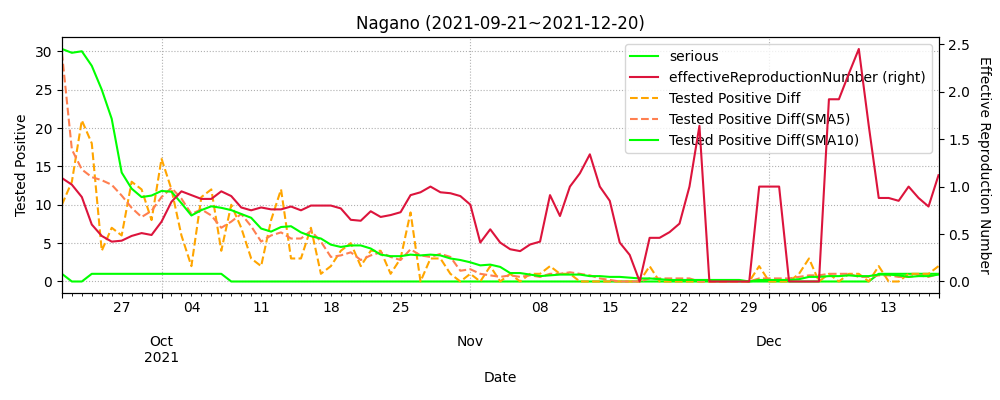 Nagano (2021-09-21~2021-12-20)
serious
effectiveReproductionNumber (right)
Tested Positive Diff
Tested Positive Diff(SMA5)
Tested Positive Diff(SMA10)
Tested Positive
30
25
20
15
10
5
0
2.5
2.0
1.5
1.0
0.5
0.0
Effective Reproduction Number
27 04 11 18 25 08 15 22 29 06 13
Oct Nov Dec
2021
Date